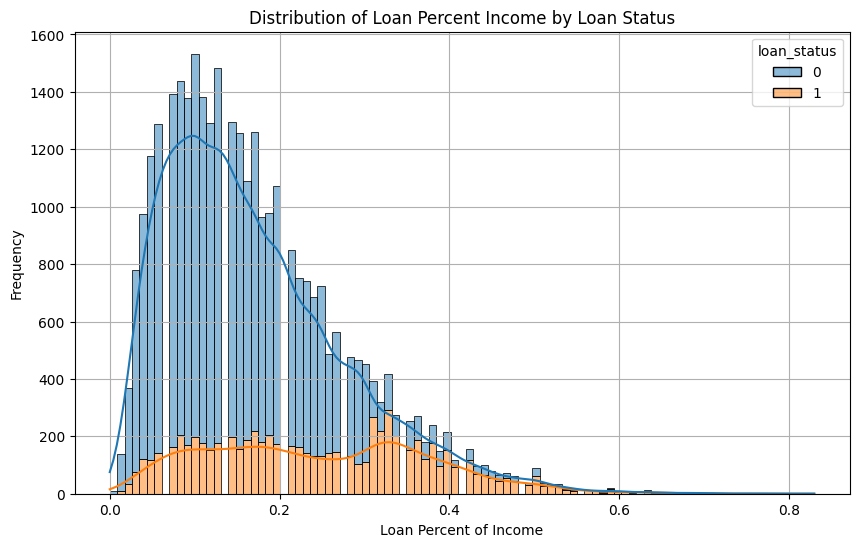 Distribution of Loan Percent Income by Loan Status
1600
1400
1200
1000
800
600
400
200
0
Frequency
loan_status
0
1
0.0 0.2 0.4 0.6 0.8
Loan Percent of Income